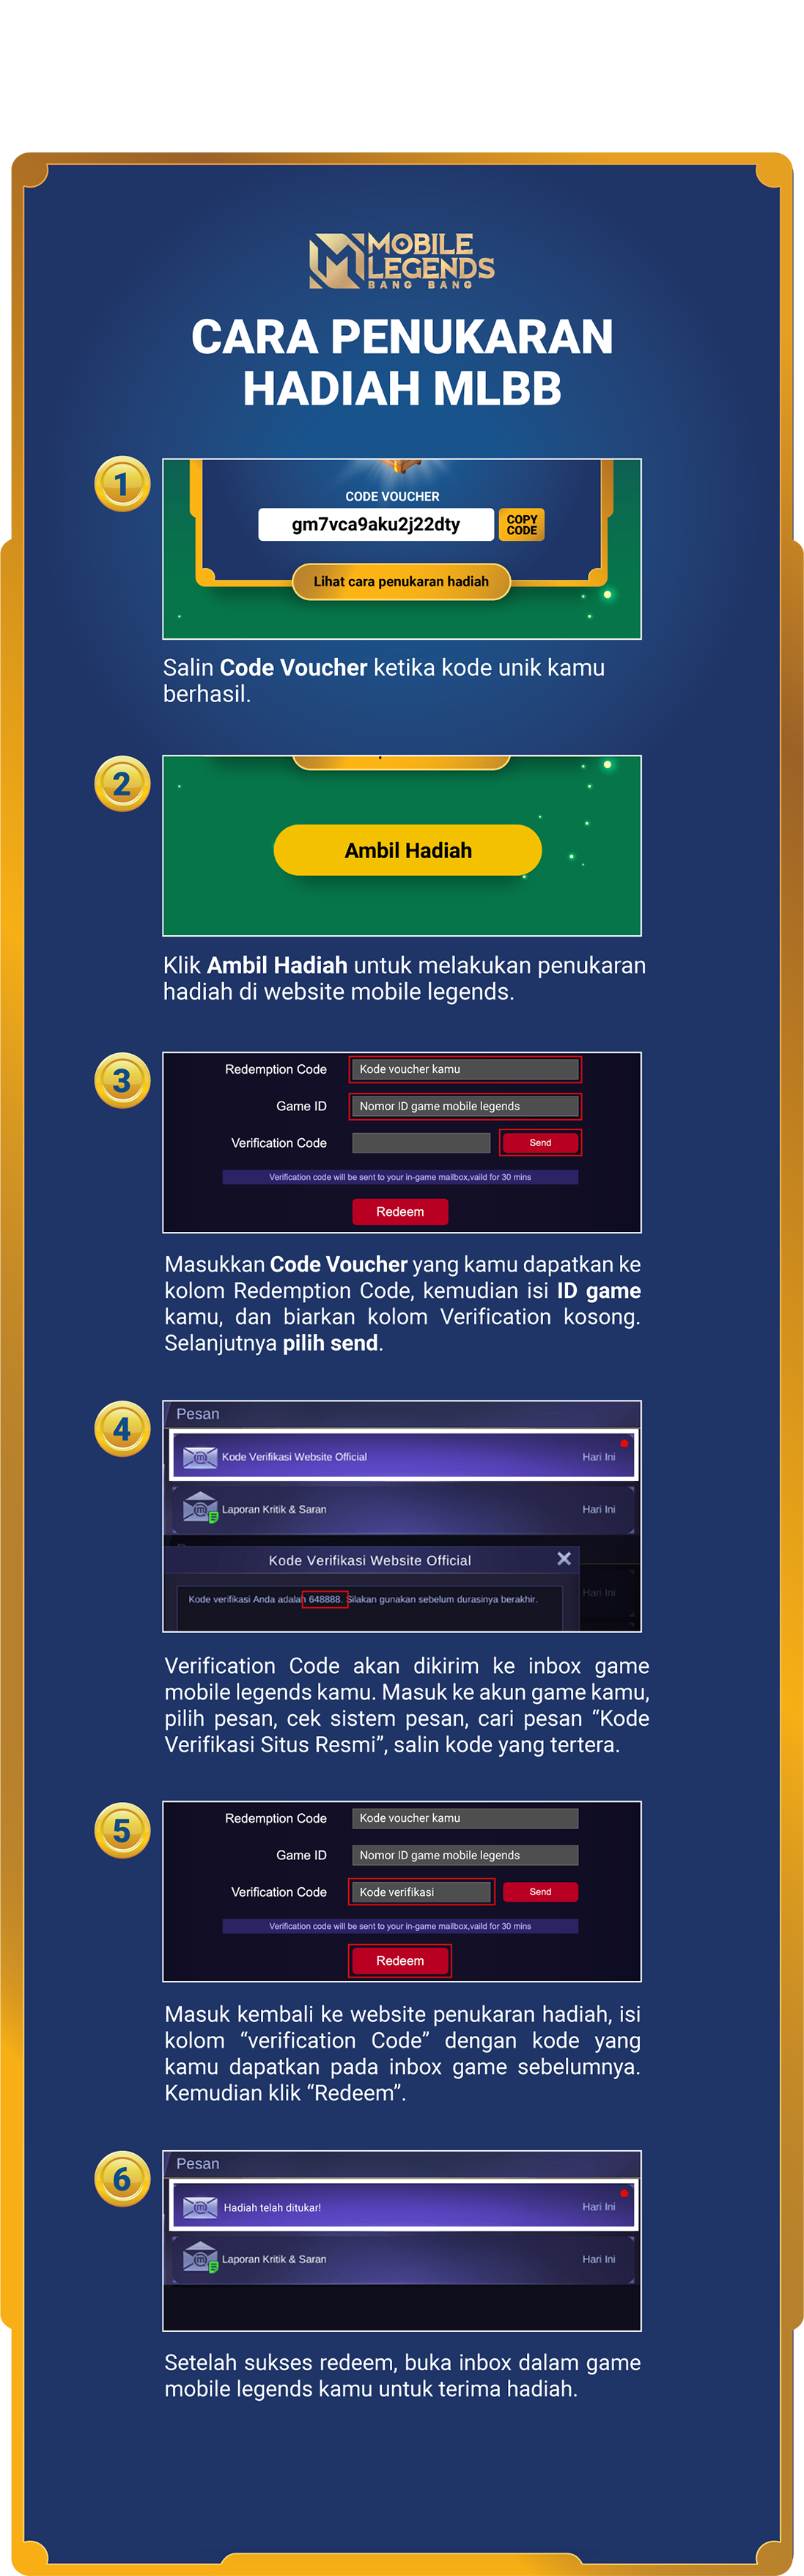 MOBILE
LEGENDS
BANG BANG
CARA PENUKARAN
HADIAH MLBB
1
CODE VOUCHER
gm7vca9aku2j22dty
COPY
CODE
Lihat cara penukaran hadiah
Salin Code Voucher ketika kode unik kamu
berhasil.
2
Ambil Hadiah
Klik Ambil Hadiah untuk melakukan penukaran
hadiah di website mobile legends.
3
Redemption Code Kode voucher kamu
Game ID Nomor ID game mobile legends
Verification Code Send
Verification code will be sent to your in-game mailbox,vaild for 30 mins
Redeem
Masukkan Code Voucher yang kamu dapatkan ke
kolom Redemption Code, kemudian isi ID game
kamu, dan biarkan kolom Verification kosong.
Selanjutnya pilih send.
4
Pesan
Kode Verifikasi Website Official Hari Ini
Laporan Kritik & Saran Hari Ini
Kode Verifikasi Website Official
Hari Ini
Kode verifikasi Anda adalah 648888. Silakan gunakan sebelum durasinya berakhir.
Verification Code akan dikirim ke inbox game
mobile legends kamu. Masuk ke akun game kamu,
pilih pesan, cek sistem pesan, cari pesan “Kode
Verifikasi Situs Resmi”, salin kode yang tertera.
5
Redemption Code Kode voucher kamu
Game ID Nomor ID game mobile legends
Verification Code Kode verifikasi Send
Verification code will be sent to your in-game mailbox,vaild for 30 mins
Redeem
Masuk kembali ke website penukaran hadiah, isi
kolom “verification Code” dengan kode yang
kamu dapatkan pada inbox game sebelumnya.
Kemudian klik “Redeem”.
6
Pesan
Hadiah telah ditukar! Hari Ini
Laporan Kritik & Saran Hari Ini
Setelah sukses redeem, buka inbox dalam game
mobile legends kamu untuk terima hadiah.